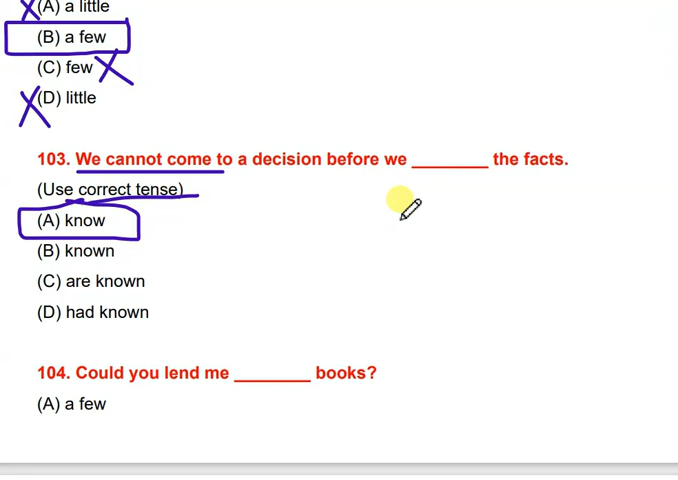 (A) a little
(B) a few
(C) few
(D) little
103. We cannot come to a decision before we ________ the facts.
(Use correct tense)
(A) know
(B) known
(C) are known
(D) had known
104. Could you lend me ________ books?
(A) a few